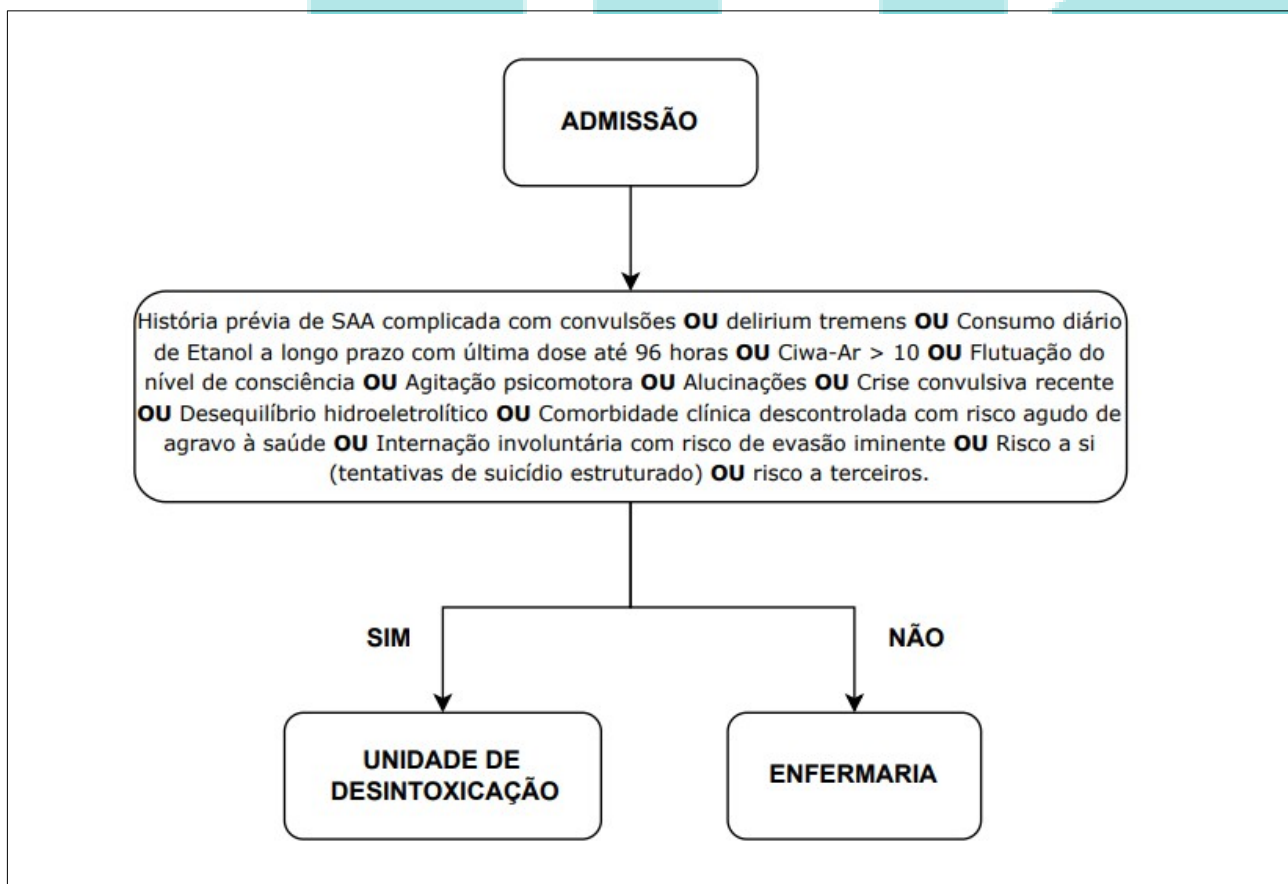 ADMISSÃO
História prévia de SAA complicada com convulsões OU delirium tremens OU Consumo diário
de Etanol a longo prazo com última dose até 96 horas OU Ciwa-Ar > 10 OU Flutuação do
nível de consciência OU Agitação psicomotora OU Alucinações OU Crise convulsiva recente
OU Desequilíbrio hidroeletrolítico OU Comorbidade clínica descontrolada com risco agudo de
agravo à saúde OU Internação involuntária com risco de evasão iminente OU Risco a si
(tentativas de suicídio estruturado) OU risco a terceiros.
SIM
NÃO
UNIDADE DE
DESINTOXICAÇÃO
ENFERMARIA